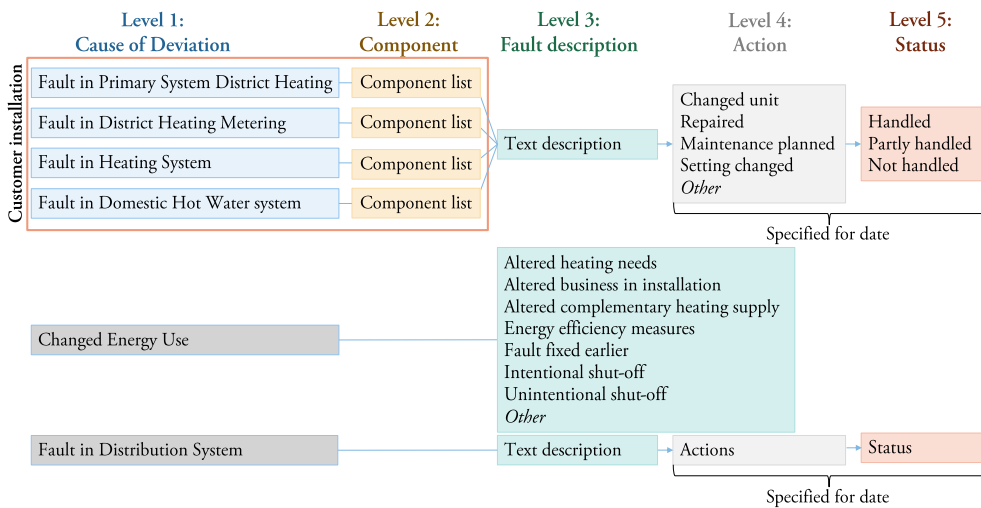 Level 1:
Cause of Deviation
Level 2:
Component
Level 3:
Fault description
Level 4:
Action
Level 5:
Status
Customer installation
Fault in Primary System District Heating
Component list
Fault in District Heating Metering
Component list
Fault in Heating System
Component list
Fault in Domestic Hot Water system
Component list
Text description
Changed unit
Repaired
Maintenance planned
Setting changed
Other
Handled
Partly handled
Not handled
Specified for date
Changed Energy Use
Altered heating needs
Altered business in installation
Altered complementary heating supply
Energy efficiency measures
Fault fixed earlier
Intentional shut-off
Unintentional shut-off
Other
Fault in Distribution System
Text description
Actions
Status
Specified for date